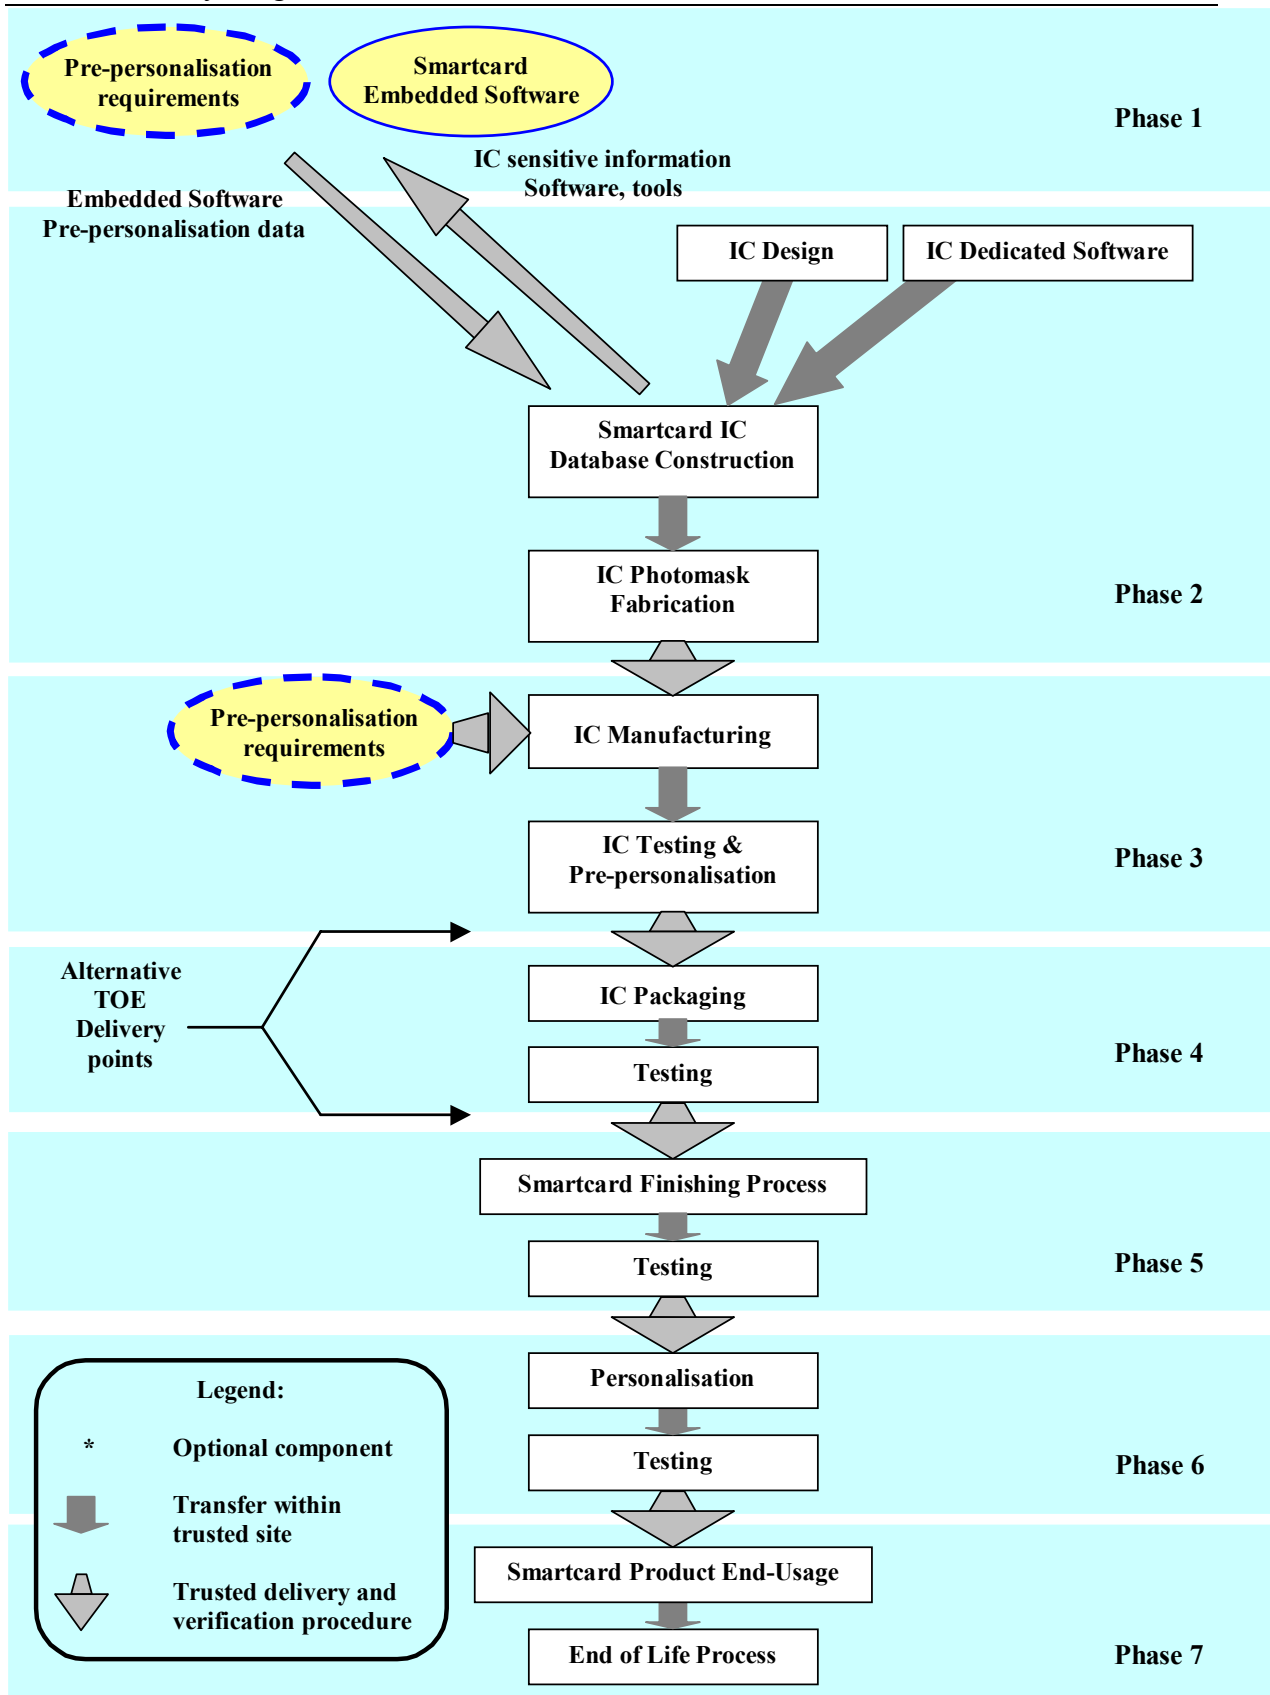 Pre-personalisation
requirements
Smartcard
Embedded Software
Phase 1
IC sensitive information
Software, tools
Embedded Software
Pre-personalisation data
IC Design
IC Dedicated Software
Smartcard IC
Database Construction
IC Photomask
Fabrication
Phase 2
Pre-personalisation
requirements
IC Manufacturing
IC Testing &
Pre-personalisation
Phase 3
Alternative
TOE
Delivery
points
IC Packaging
Testing
Phase 4
Smartcard Finishing Process
Testing
Phase 5
Personalisation
Testing
Phase 6
Legend:
* Optional component
Transfer within
trusted site
Trusted delivery and
verification procedure
Smartcard Product End-Usage
End of Life Process
Phase 7